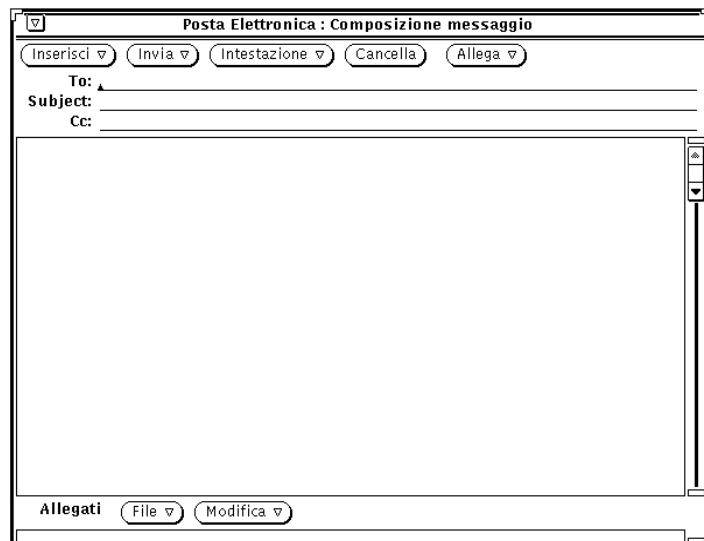 Posta Elettronica : Composizione messaggio
Inserisci Invia Intestazione Cancella Allega
To:
Subject:
Cc:
Allegati File Modifica